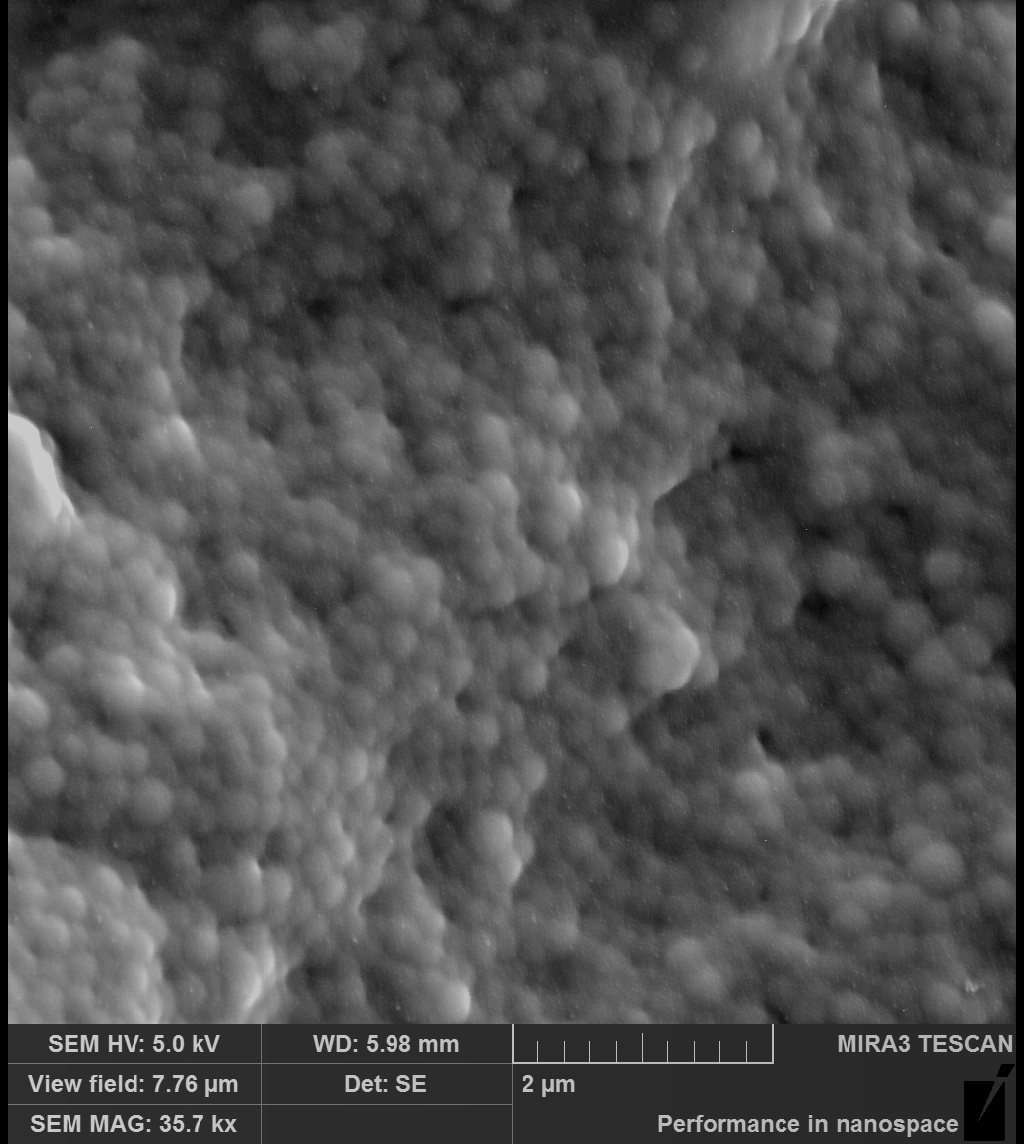 SEM HV: 5.0 kV
WD: 5.98 mm
MIRA3 TESCAN
View field: 7.76 µm
Det: SE
2 µm
SEM MAG: 35.7 kx
Performance in nanospace